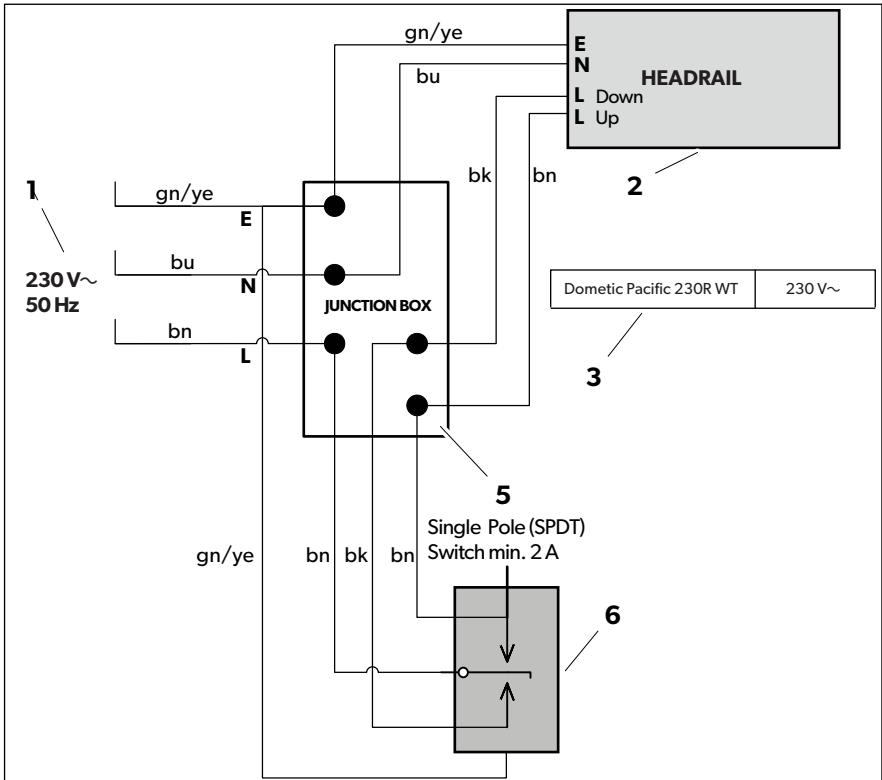 gn/ye
E
N
HEADRAIL
bu
L Down
L Up
bk
bn
2
1
gn/ye
E
bu
N
230 V~
50 Hz
JUNCTION BOX
Dometic Pacific 230R WT 230 V~
bn
L
3
5
Single Pole (SPDT)
Switch min. 2 A
gn/ye
bn
bk
bn
6